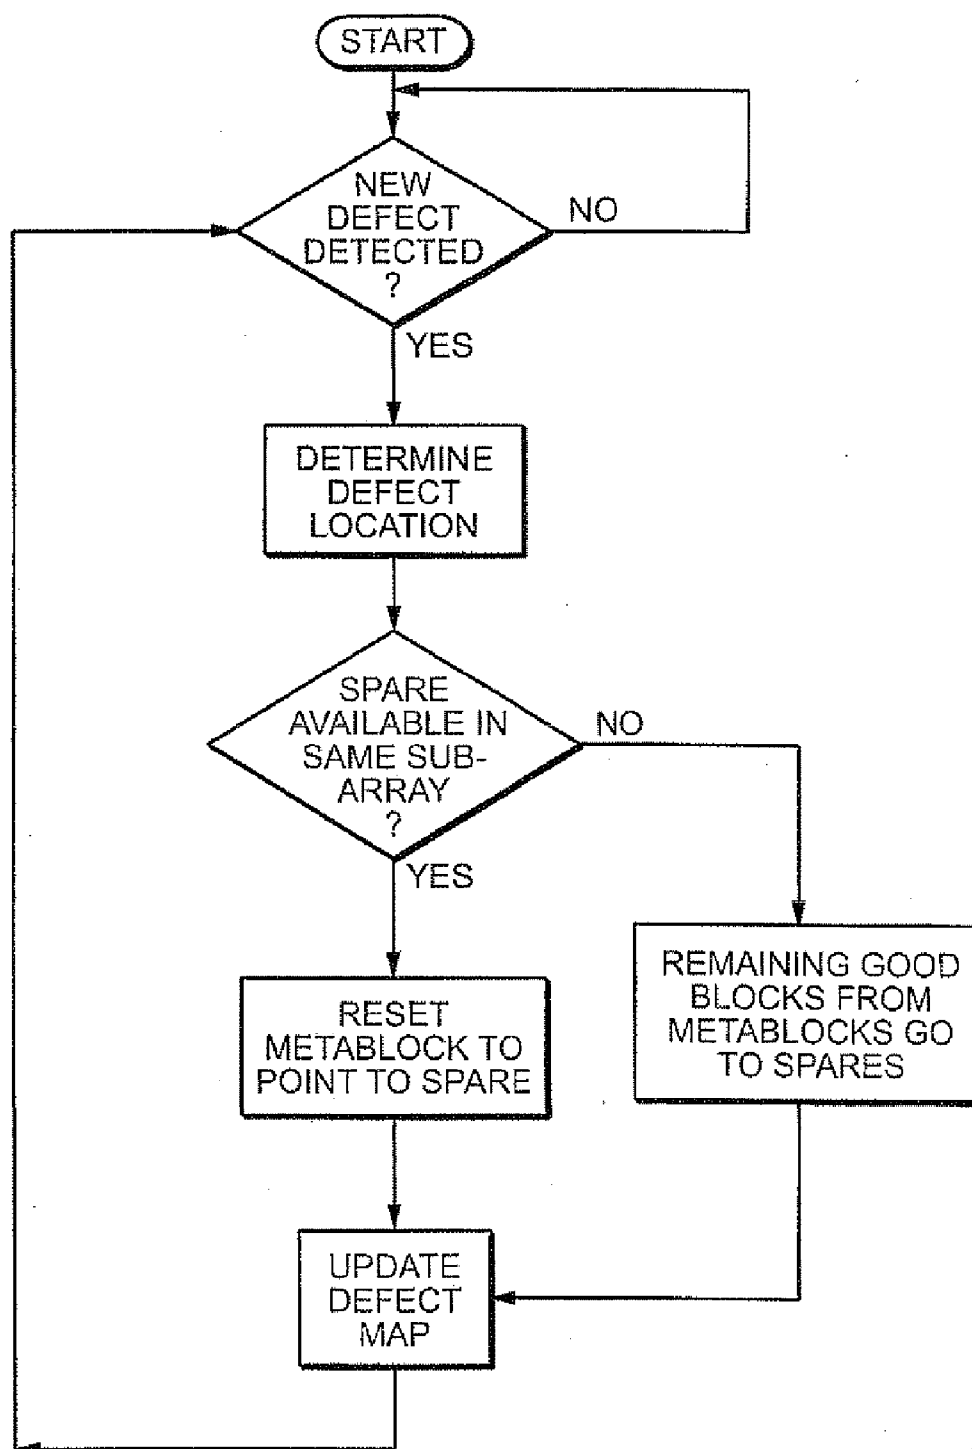 START
NEW
DEFECT
DETECTED
?
NO
YES
DETERMINE
DEFECT
LOCATION
SPARE
AVAILABLE IN
SAME SUB-
ARRAY
?
NO
YES
RESET
METABLOCK TO
POINT TO SPARE
REMAINING GOOD
BLOCKS FROM
METABLOCKS GO
TO SPARES
UPDATE
DEFECT
MAP